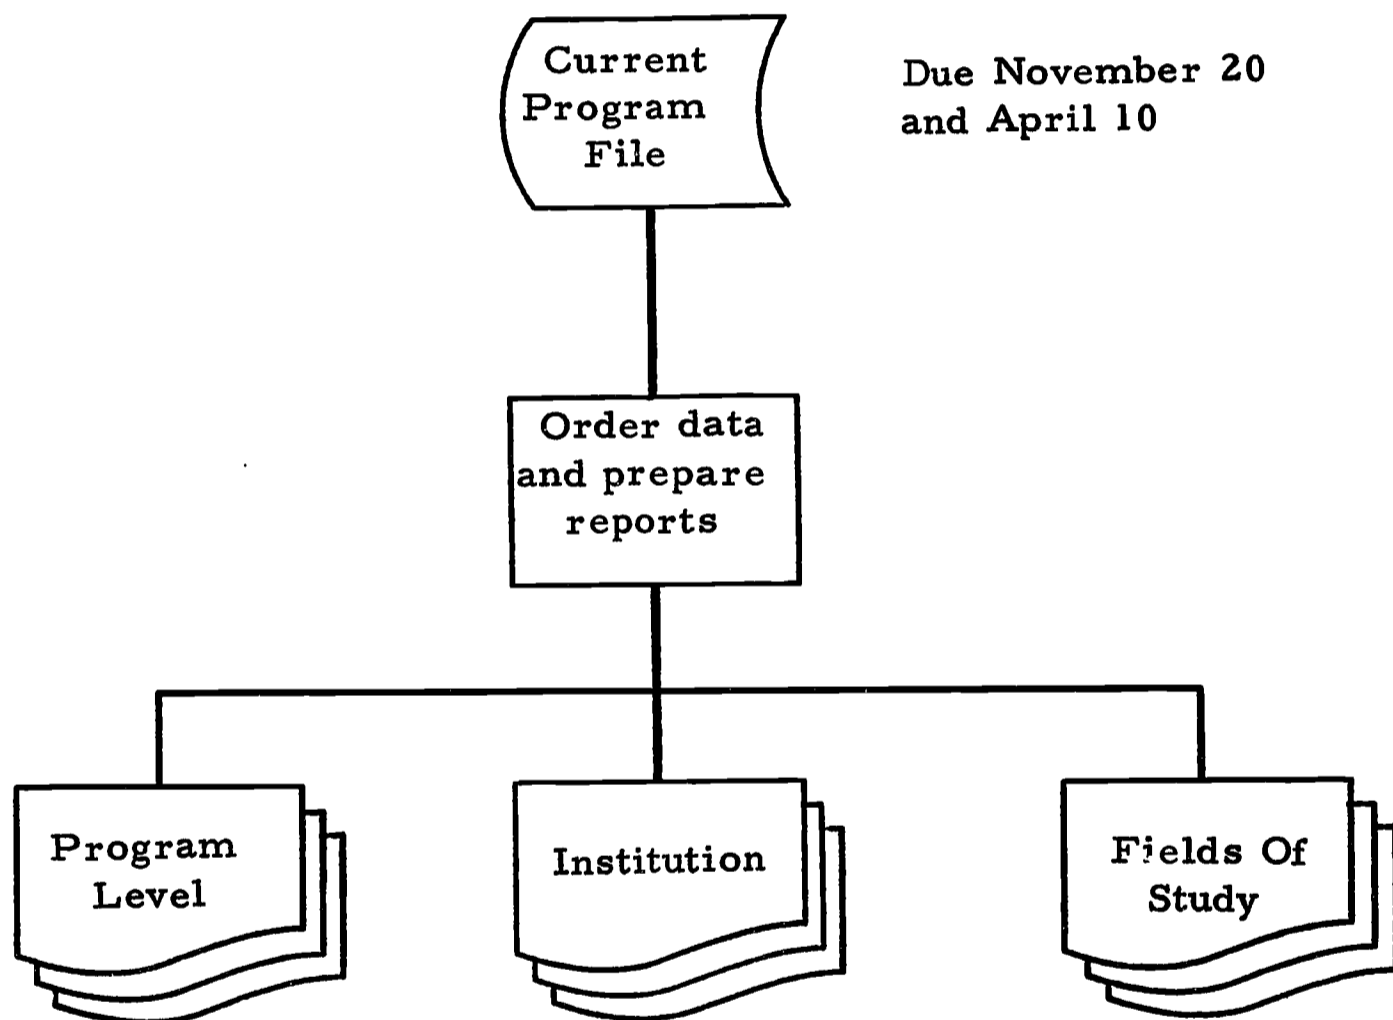 Current
Program
File
Due November 20
and April 10
Order data
and prepare
reports
Program
Level
Institution
Fields Of
Study